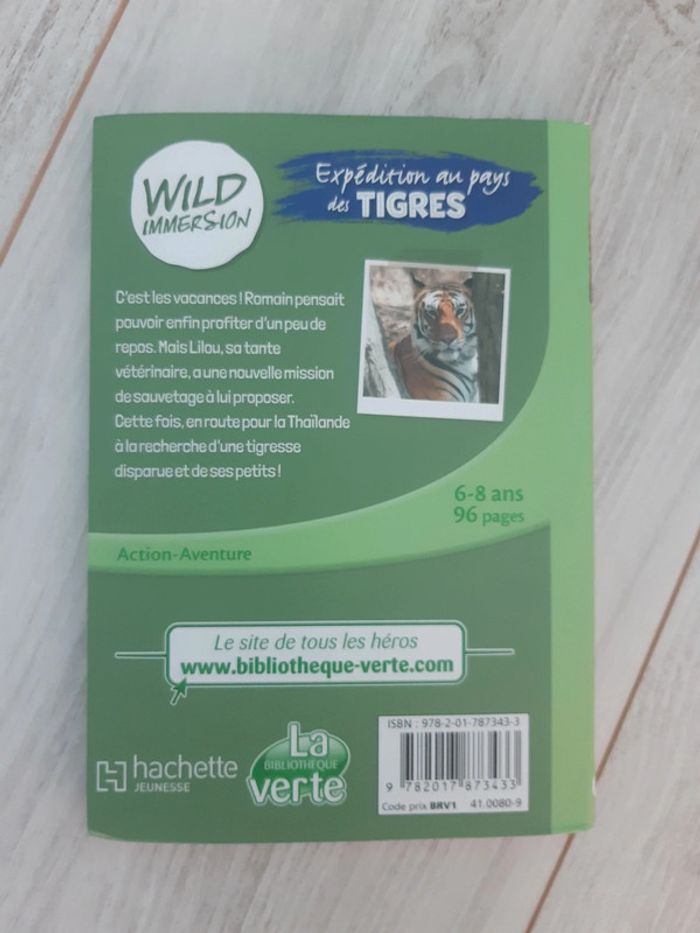 WILD
IMMERSION
Expédition au pays
des TIGRES
C'est les vacances ! Romain pensait
pouvoir enfin profiter d'un peu de
repos. Mais Lilou, sa tante
vétérinaire, a une nouvelle mission
de sauvetage à lui proposer.
Cette fois, en route pour la Thaïlande
à la recherche d'une tigresse
disparue et de ses petits !
6-8 ans
96 pages
Action-Aventure
Le site de tous les héros
www.bibliotheque-verte.com
hachette
JEUNESSE
La
BIBLIOTHÈQUE
verte
ISBN : 978-2-01-787343-3
9 782017 873433
Code prix BRV1 41.0080-9